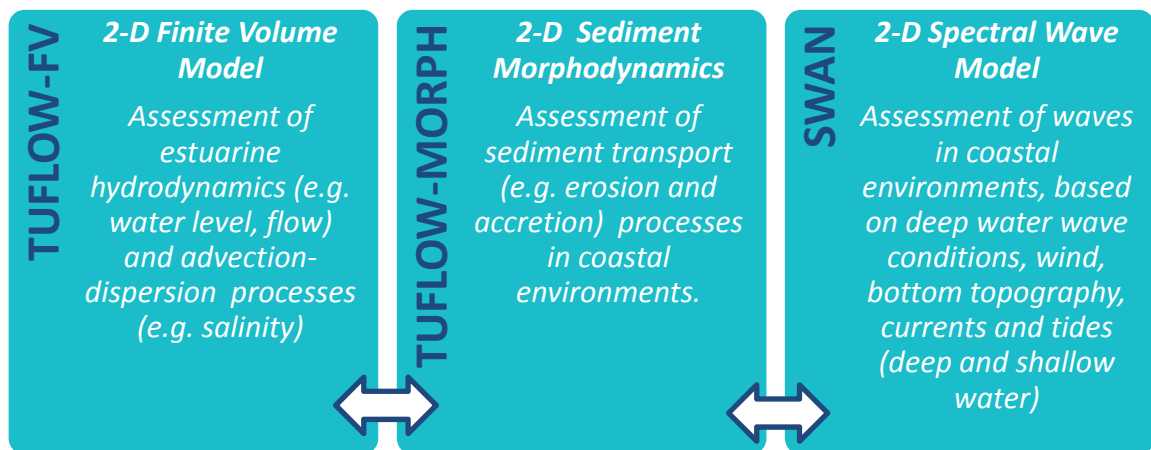 TUFLOW-FV
2-D Finite Volume
Model
Assessment of
estuarine
hydrodynamics (e.g.
water level, flow)
and advection-
dispersion processes
(e.g. salinity)
TUFLOW-MORPH
2-D Sediment
Morphodynamics
Assessment of
sediment transport
(e.g. erosion and
accretion) processes
in coastal
environments.
SWAN
2-D Spectral Wave
Model
Assessment of waves
in coastal
environments, based
on deep water wave
conditions, wind,
bottom topography,
currents and tides
(deep and shallow
water)